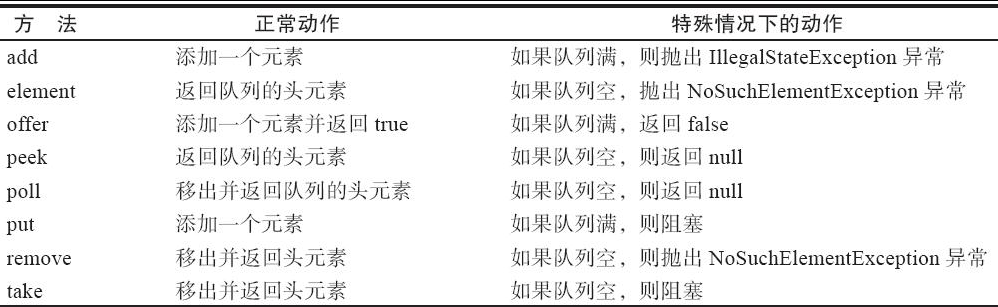 方 法 正常动作 特殊情况下的动作
add 添加一个元素 如果队列满，则抛出 IllegalStateException 异常
element 返回队列的头元素 如果队列空，抛出 NoSuchElementException 异常
offer 添加一个元素并返回 true 如果队列满，返回 false
peek 返回队列的头元素 如果队列空，则返回 null
poll 移出并返回队列的头元素 如果队列空，则返回 null
put 添加一个元素 如果队列满，则阻塞
remove 移出并返回头元素 如果队列空，则抛出 NoSuchElementException 异常
take 移出并返回头元素 如果队列空，则阻塞